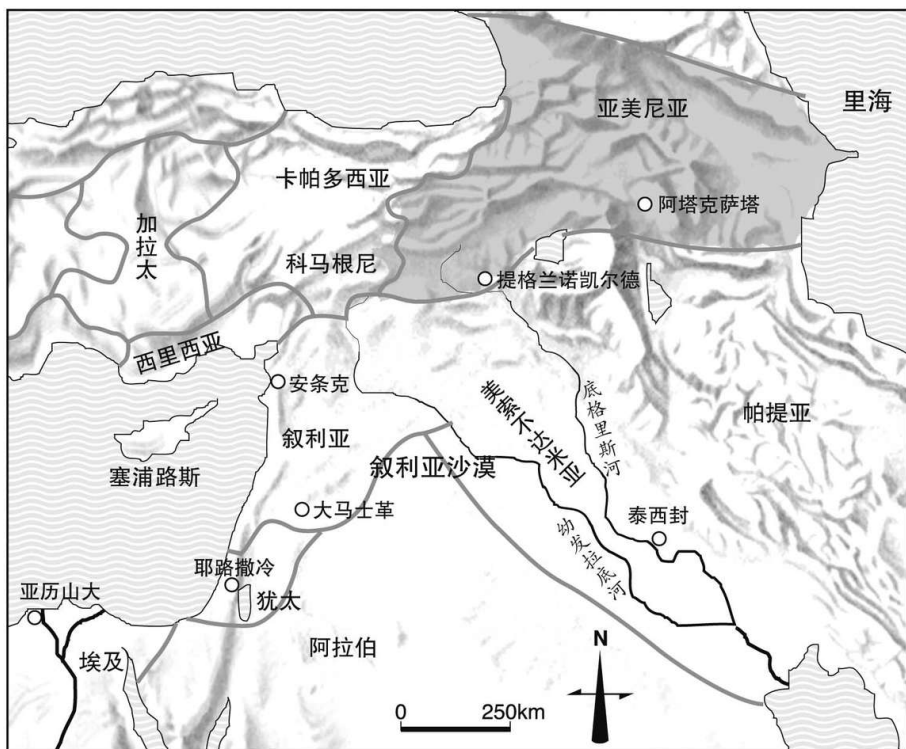 里海
亚美尼亚
卡帕多西亚
阿塔克萨塔
加拉太
科马根尼
提格兰诺凯尔德
西里西亚
安条克
美索不达米亚
底格里斯河
帕提亚
叙利亚
叙利亚沙漠
塞浦路斯
大马士革
泰西封
幼发拉底河
耶路撒冷
亚历山大
犹太
埃及
阿拉伯
N
0 250km